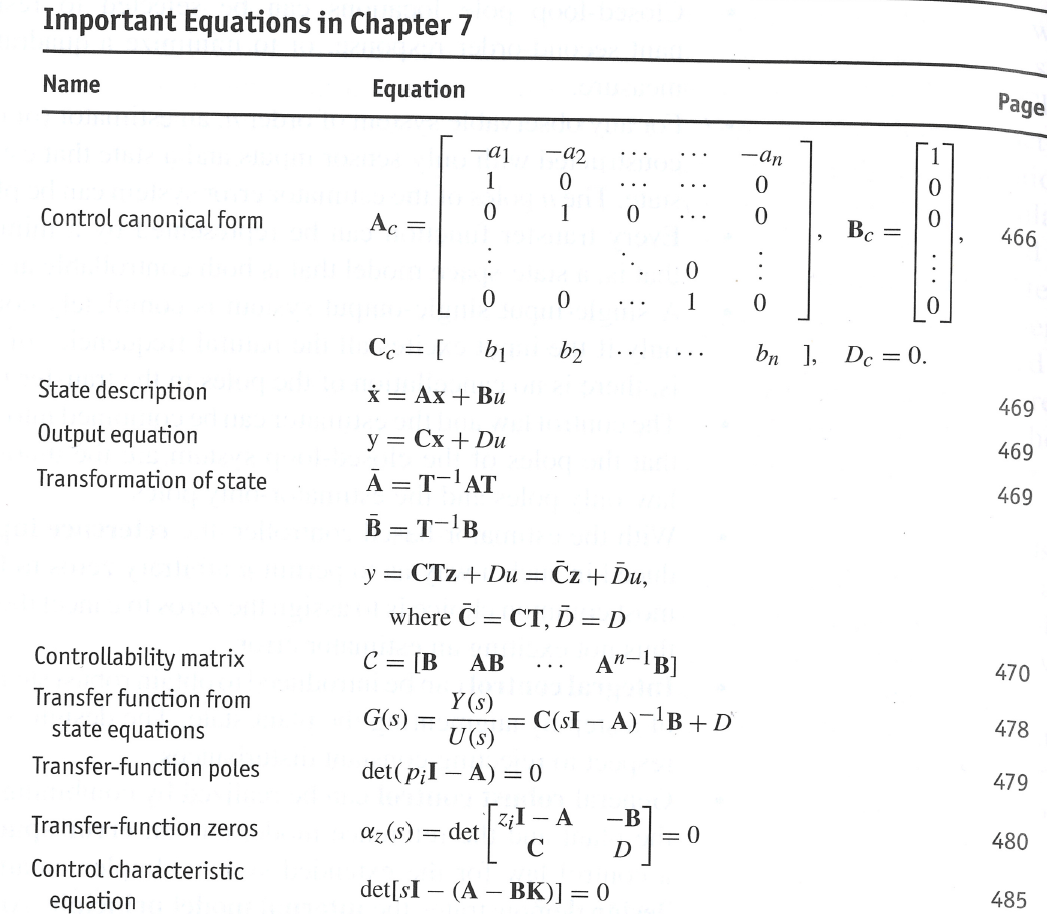 Important Equations in Chapter 7
Name Equation Page
Control canonical form A_c = [ −a₁ −a₂ ⋯ ⋯ −aₙ
1 0 ⋯ ⋯ 0
0 1 0 ⋯ 0
⋮ ⋱ 0 ⋮
0 0 ⋯ 1 0 ], B_c = [ 1 0 0 ⋮ 0 ], 466
C_c = [ b₁ b₂ ⋯ ⋯ bₙ ], D_c = 0.
State description ẋ = Ax + Bu 469
Output equation y = Cx + Du 469
Transformation of state Ā = T⁻¹AT 469
B̄ = T⁻¹B
y = CTz + Du = C̄z + D̄u,
where C̄ = CT, D̄ = D
Controllability matrix 𝒞 = [B AB ⋯ Aⁿ⁻¹B] 470
Transfer function from
state equations G(s) = Y(s)/U(s) = C(sI − A)⁻¹B + D 478
Transfer-function poles det(pᵢI − A) = 0 479
Transfer-function zeros α_z(s) = det [ zᵢI − A −B
C D ] = 0 480
Control characteristic
equation det[sI − (A − BK)] = 0 485